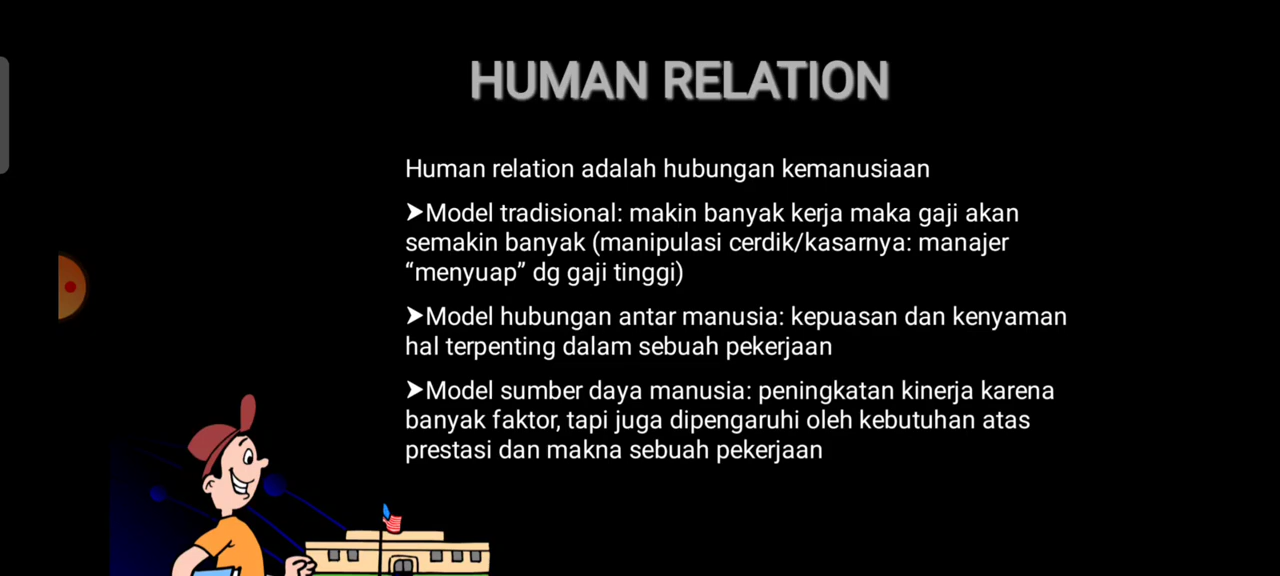 HUMAN RELATION
Human relation adalah hubungan kemanusiaan
➤Model tradisional: makin banyak kerja maka gaji akan
semakin banyak (manipulasi cerdik/kasarnya: manajer
“menyuap” dg gaji tinggi)
➤Model hubungan antar manusia: kepuasan dan kenyaman
hal terpenting dalam sebuah pekerjaan
➤Model sumber daya manusia: peningkatan kinerja karena
banyak faktor, tapi juga dipengaruhi oleh kebutuhan atas
prestasi dan makna sebuah pekerjaan